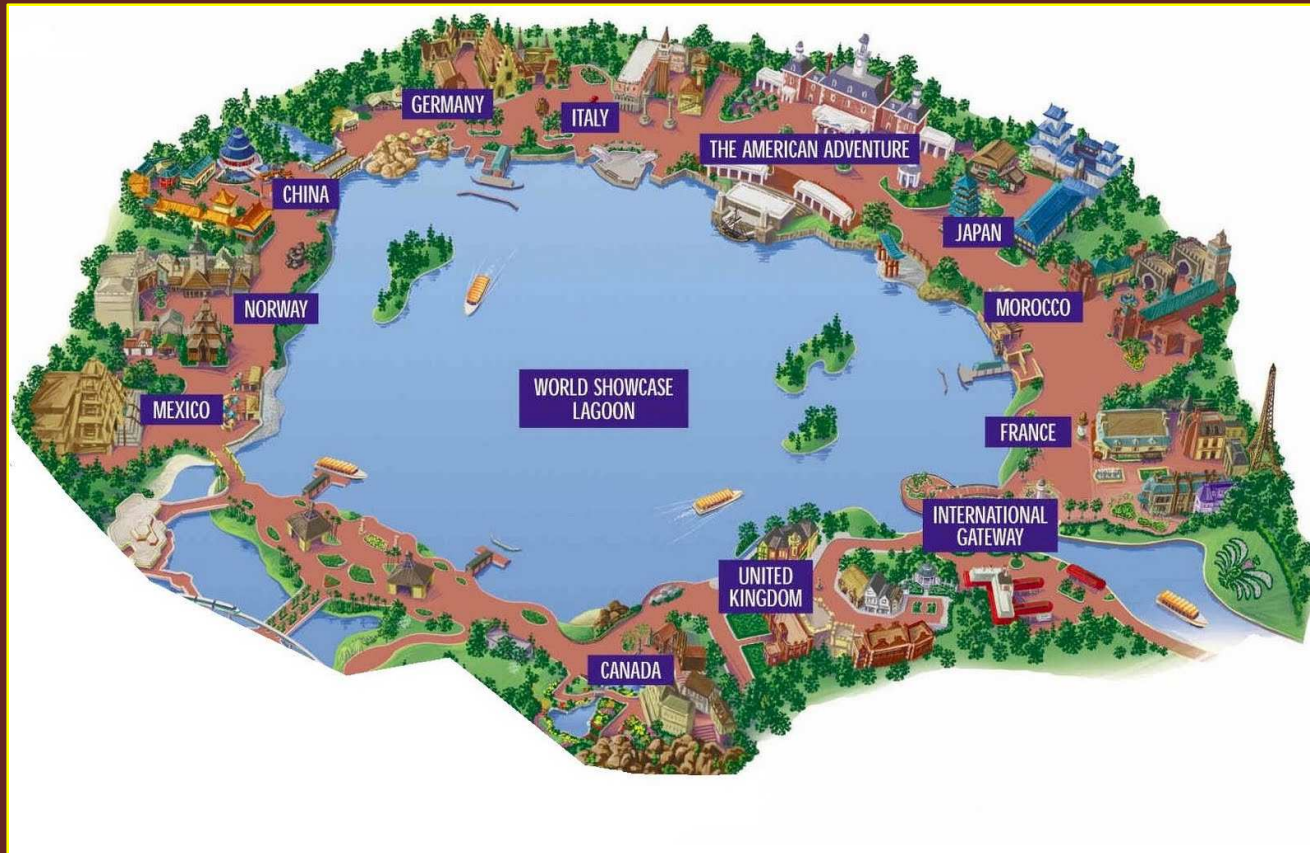 GERMANY
ITALY
THE AMERICAN ADVENTURE
CHINA
JAPAN
NORWAY
MOROCCO
WORLD SHOWCASE
LAGOON
MEXICO
FRANCE
INTERNATIONAL
GATEWAY
UNITED
KINGDOM
CANADA